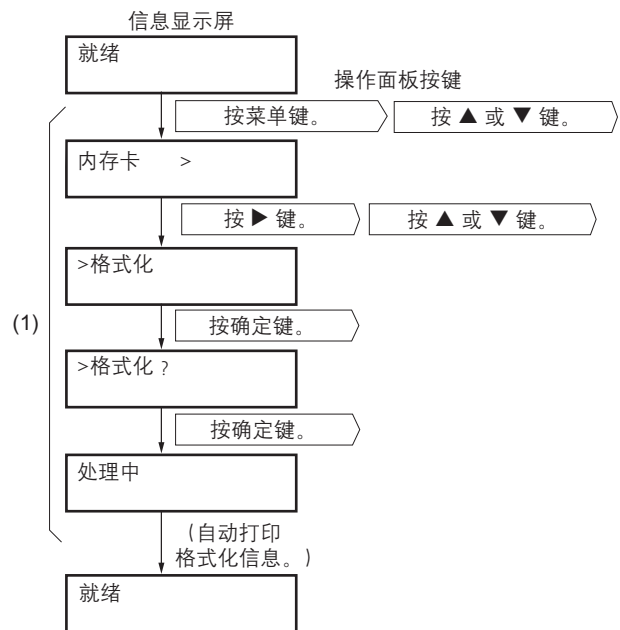 信息显示屏
就绪
操作面板按键
按菜单键。
按 ▲ 或 ▼ 键。
内存卡 >
按 ▶ 键。
按 ▲ 或 ▼ 键。
>格式化
(1)
按确定键。
>格式化 ?
按确定键。
处理中
(自动打印
格式化信息。)
就绪